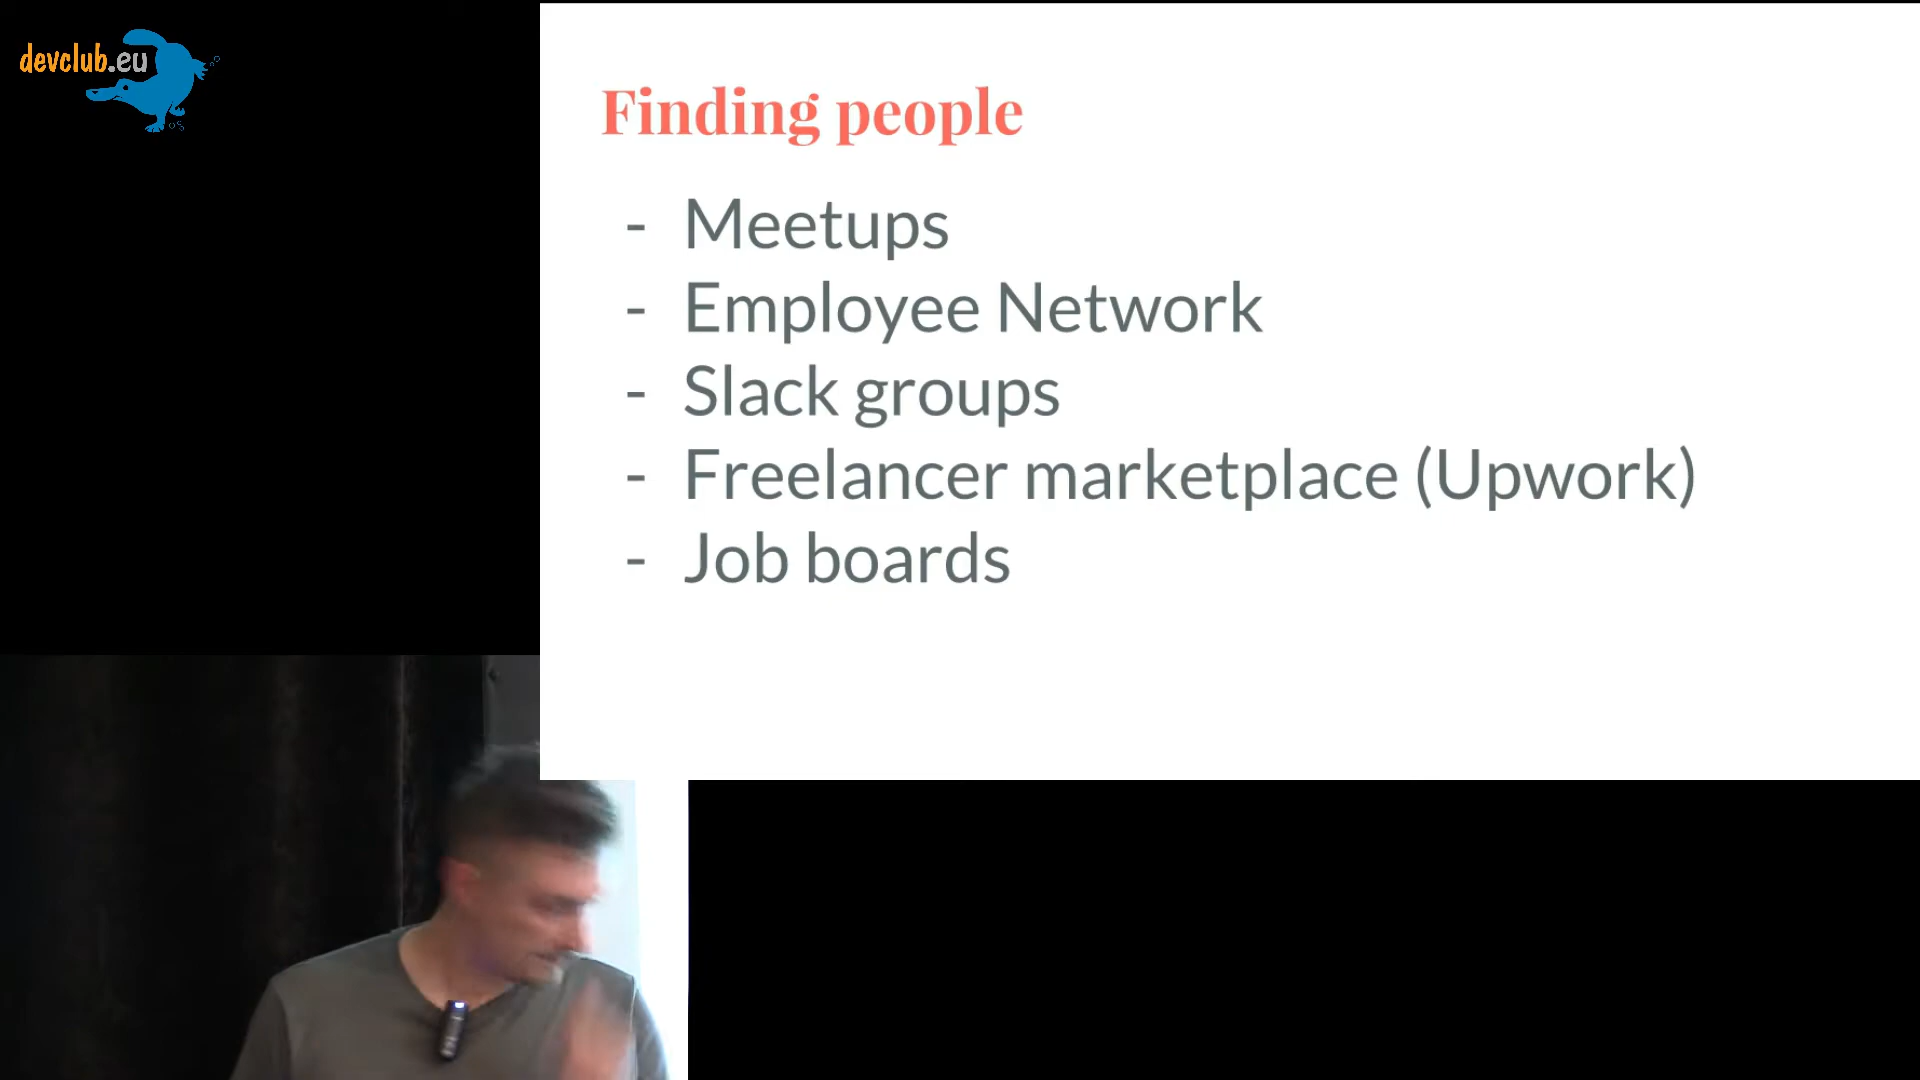 devclub.eu
Finding people
- Meetups
- Employee Network
- Slack groups
- Freelancer marketplace (Upwork)
- Job boards